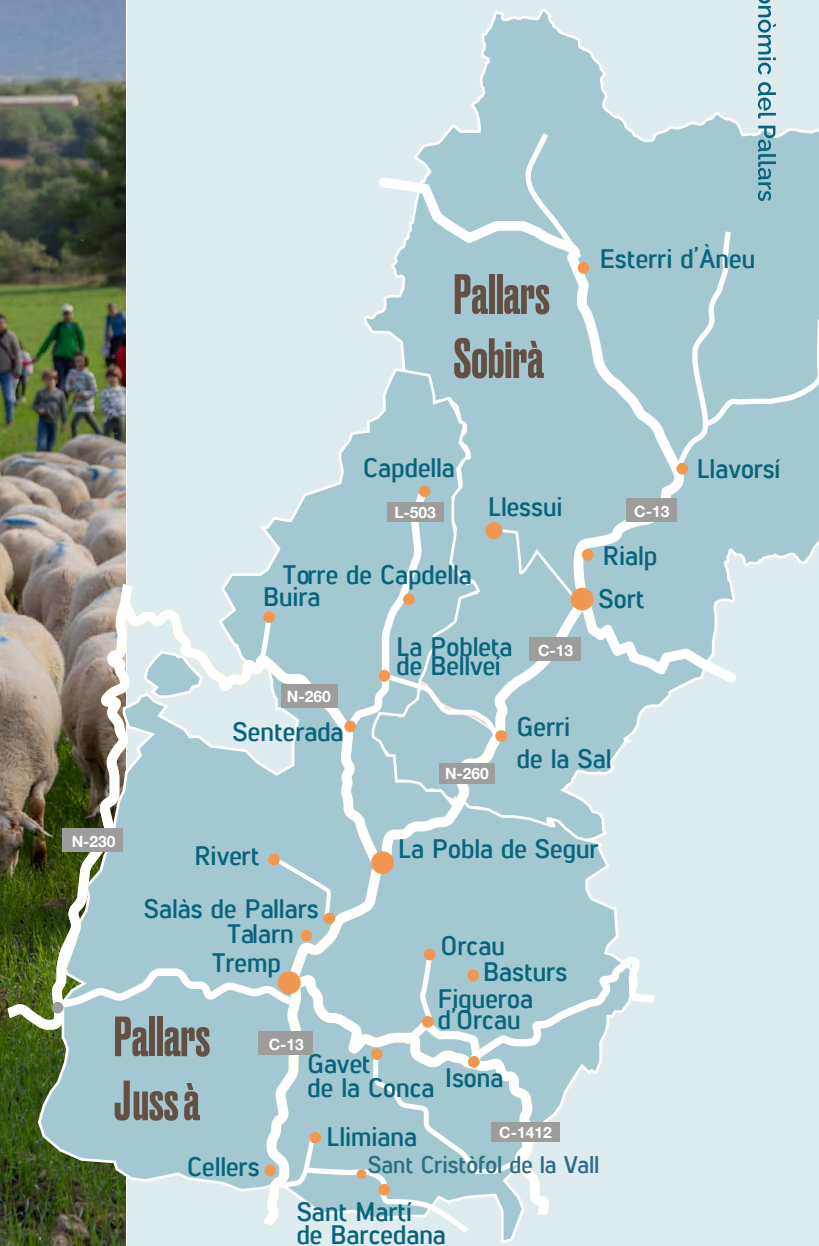 onòmic del Pallars
Esterri d'Àneu
Pallars
Sobirà
Capdella
Llavorsí
L-503
Llessui
C-13
Rialp
Torre de Capdella
Buira
Sort
La Pobleta
de Bellveí
C-13
N-260
Senterada
Gerri
de la Sal
N-260
N-230
La Pobla de Segur
Rivert
Salàs de Pallars
Talarn
Orcau
Tremp
Basturs
Figueroa
d'Orcau
Pallars
Jussà
C-13
Gavet
de la Conca
Isona
C-1412
Llimiana
Cellers
Sant Cristòfol de la Vall
Sant Martí
de Barcedana